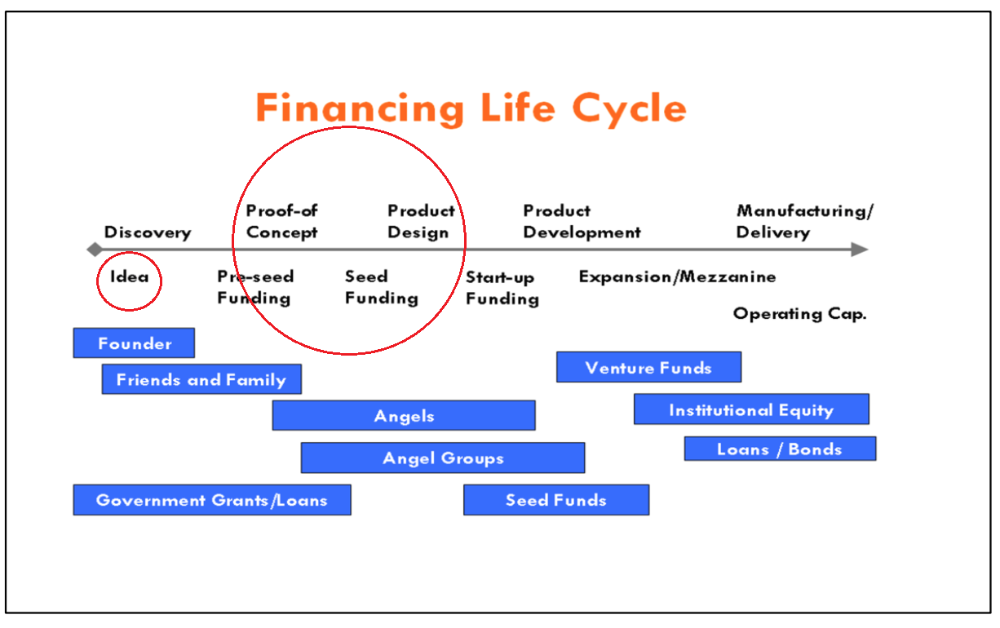 Financing Life Cycle
Discovery
Proof-of
Concept
Product
Design
Product
Development
Manufacturing/
Delivery
Idea
Pre-seed
Funding
Seed
Funding
Start-up
Funding
Expansion/Mezzanine
Operating Cap.
Founder
Friends and Family
Angels
Angel Groups
Government Grants/Loans
Seed Funds
Venture Funds
Institutional Equity
Loans / Bonds